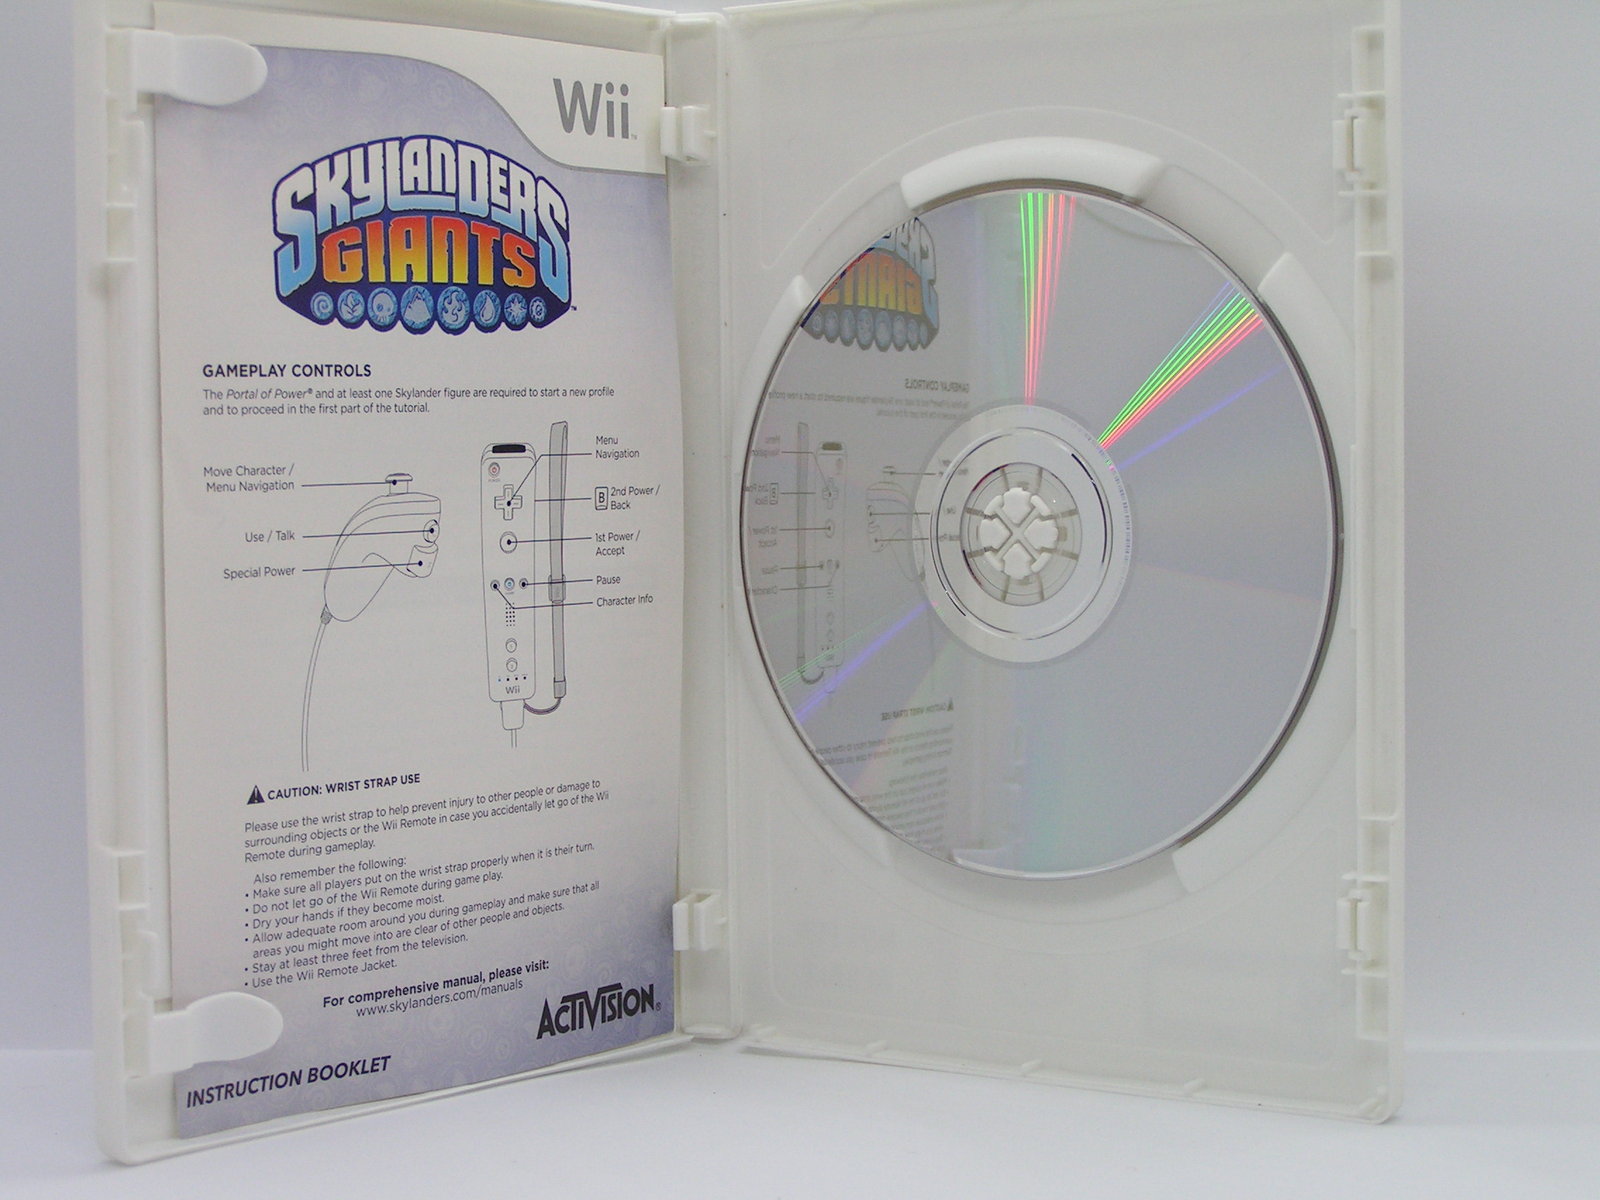 Wii
SKYLANDERS
GIANTS
GAMEPLAY CONTROLS
The Portal of Power® and at least one Skylander figure are required to start a new profile
and to proceed in the first part of the tutorial.
Move Character /
Menu Navigation
Use / Talk
Special Power
Menu
Navigation
B 2nd Power /
Back
1st Power /
Accept
Pause
Character Info
POWER
1
2
Wii
CAUTION: WRIST STRAP USE
Please use the wrist strap to help prevent injury to other people or damage to
surrounding objects or the Wii Remote in case you accidentally let go of the Wii
Remote during gameplay.
Also remember the following:
• Make sure all players put on the wrist strap properly when it is their turn.
• Do not let go of the Wii Remote during game play.
• Dry your hands if they become moist.
• Allow adequate room around you during gameplay and make sure that all
areas you might move into are clear of other people and objects.
• Stay at least three feet from the television.
• Use the Wii Remote Jacket.
For comprehensive manual, please visit:
www.skylanders.com/manuals
ACTIVISION®
INSTRUCTION BOOKLET